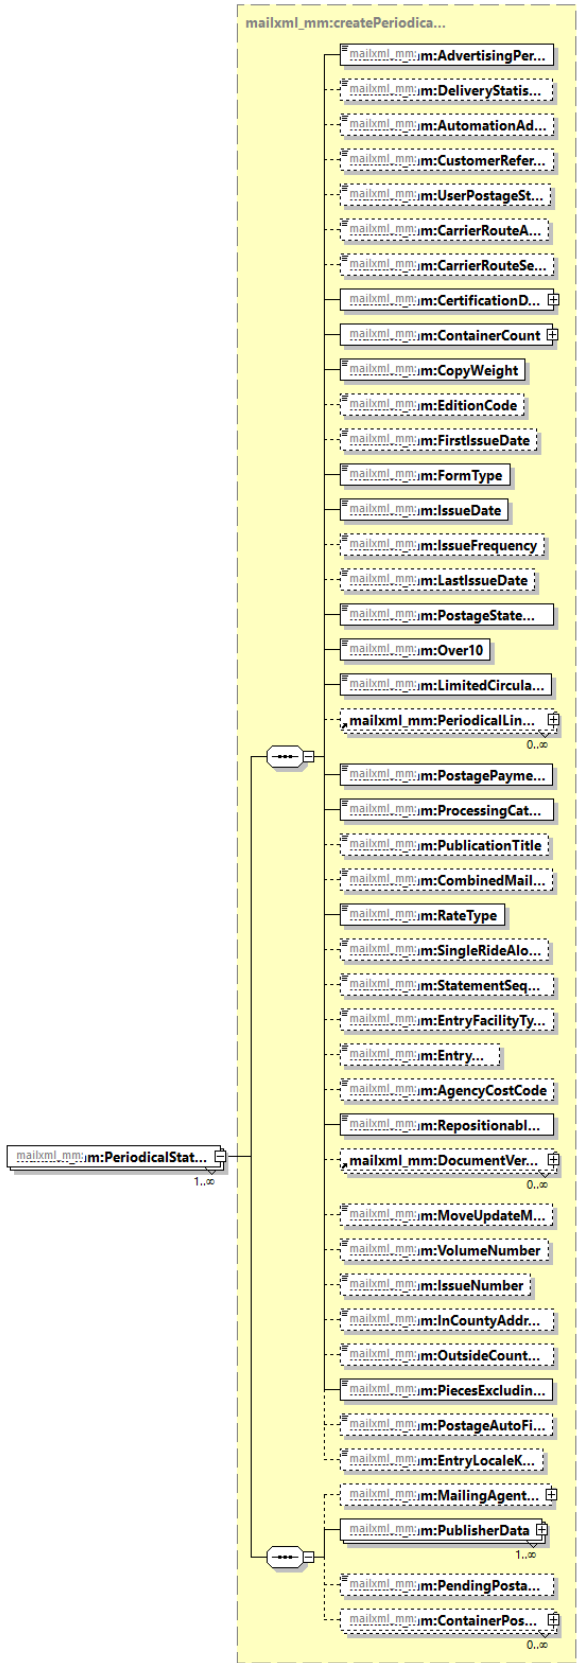 mailxml_mm:createPeriodica...
mailxml_mm:AdvertisingPer...
mailxml_mm:DeliveryStatis...
mailxml_mm:AutomationAd...
mailxml_mm:CustomerRefer...
mailxml_mm:UserPostageSt...
mailxml_mm:CarrierRouteA...
mailxml_mm:CarrierRouteSe...
mailxml_mm:CertificationD...
mailxml_mm:ContainerCount
mailxml_mm:CopyWeight
mailxml_mm:EditionCode
mailxml_mm:FirstIssueDate
mailxml_mm:FormType
mailxml_mm:IssueDate
mailxml_mm:IssueFrequency
mailxml_mm:LastIssueDate
mailxml_mm:PostageState...
mailxml_mm:Over10
mailxml_mm:LimitedCircula...
mailxml_mm:PeriodicalLin...
0..∞
mailxml_mm:PostagePayme...
mailxml_mm:ProcessingCat...
mailxml_mm:PublicationTitle
mailxml_mm:CombinedMail...
mailxml_mm:RateType
mailxml_mm:SingleRideAlo...
mailxml_mm:StatementSeq...
mailxml_mm:EntryFacilityTy...
mailxml_mm:Entry...
mailxml_mm:AgencyCostCode
mailxml_mm:Repositionabl...
mailxml_mm:PeriodicalStat...
1..∞
mailxml_mm:DocumentVer...
0..∞
mailxml_mm:MoveUpdateM...
mailxml_mm:VolumeNumber
mailxml_mm:IssueNumber
mailxml_mm:InCountyAddr...
mailxml_mm:OutsideCount...
mailxml_mm:PiecesExcludin...
mailxml_mm:PostageAutoFi...
mailxml_mm:EntryLocaleK...
mailxml_mm:MailingAgent...
mailxml_mm:PublisherData
1..∞
mailxml_mm:PendingPosta...
mailxml_mm:ContainerPos...
0..∞